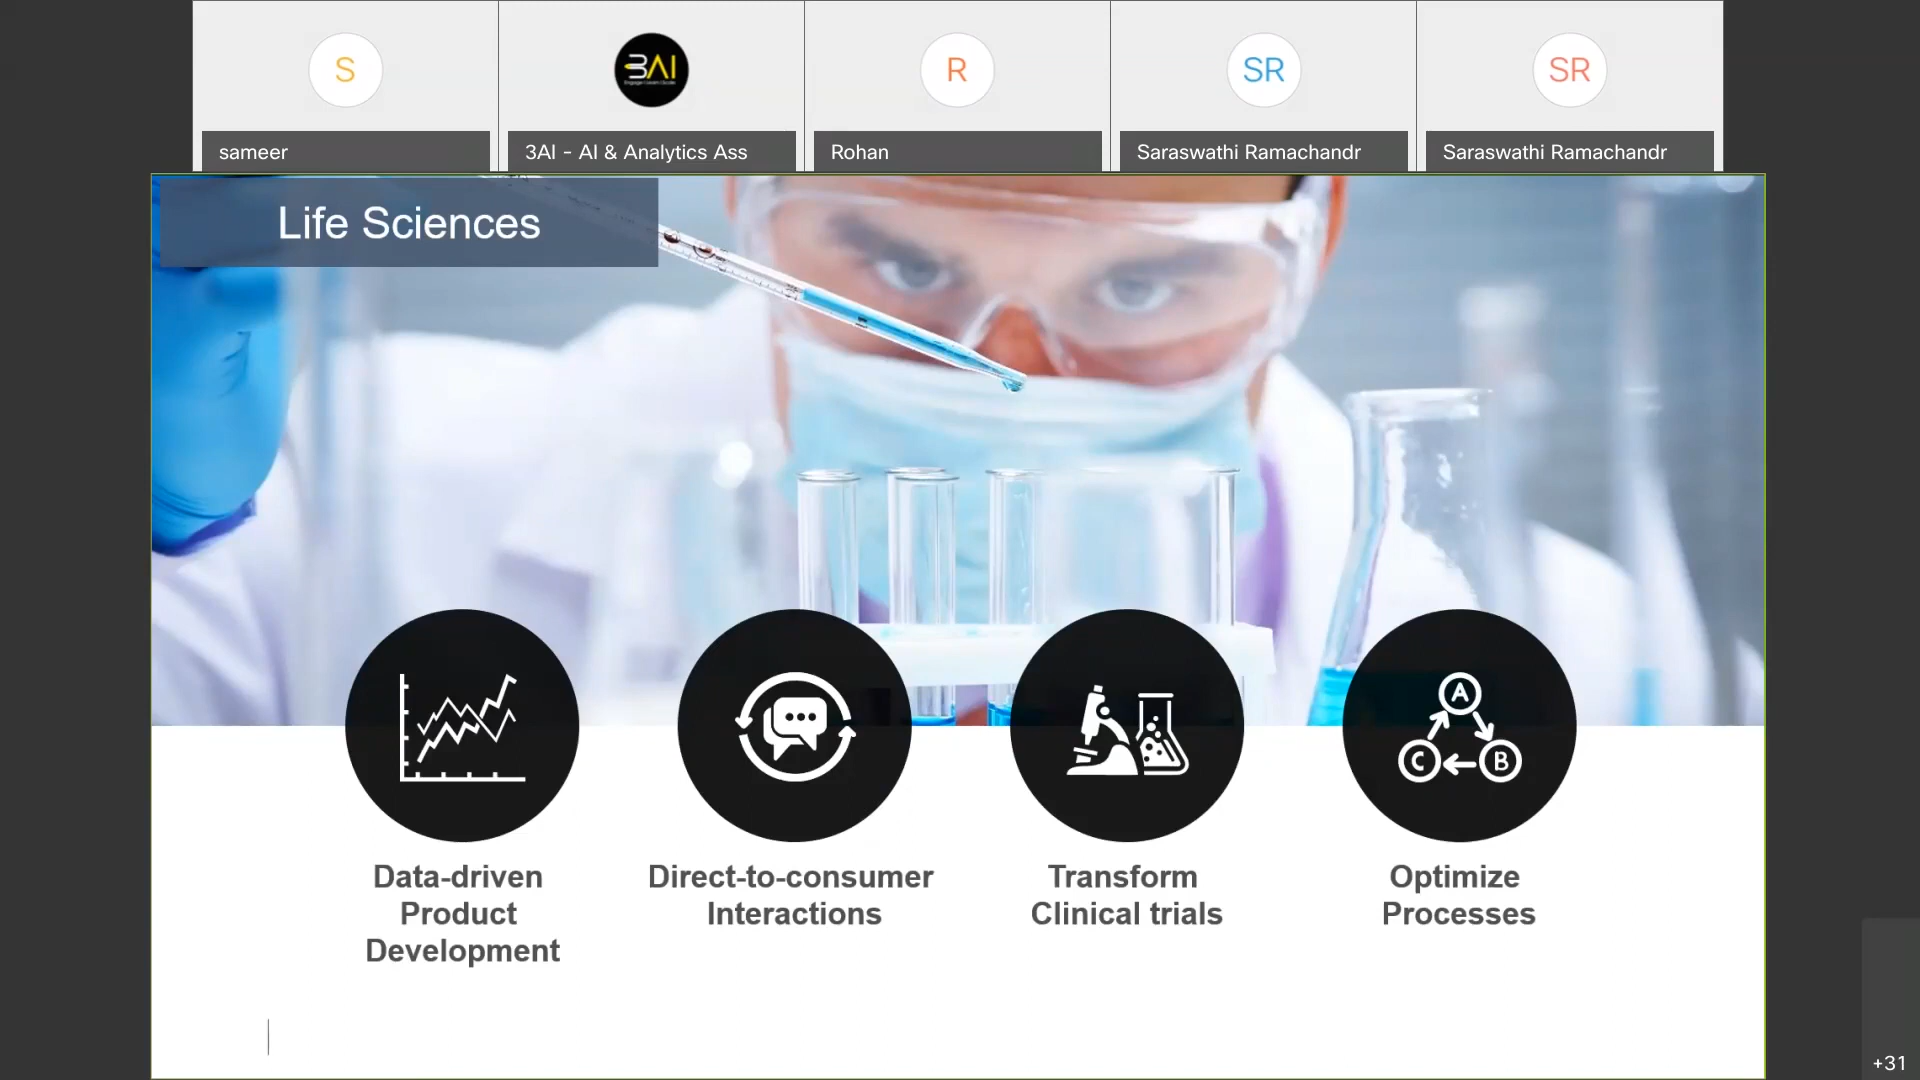 S
3AI
R
SR
SR
sameer
3AI - AI & Analytics Ass
Rohan
Saraswathi Ramachandr
Saraswathi Ramachandr
Life Sciences
A
C
B
Data-driven
Product
Development
Direct-to-consumer
Interactions
Transform
Clinical trials
Optimize
Processes
+31